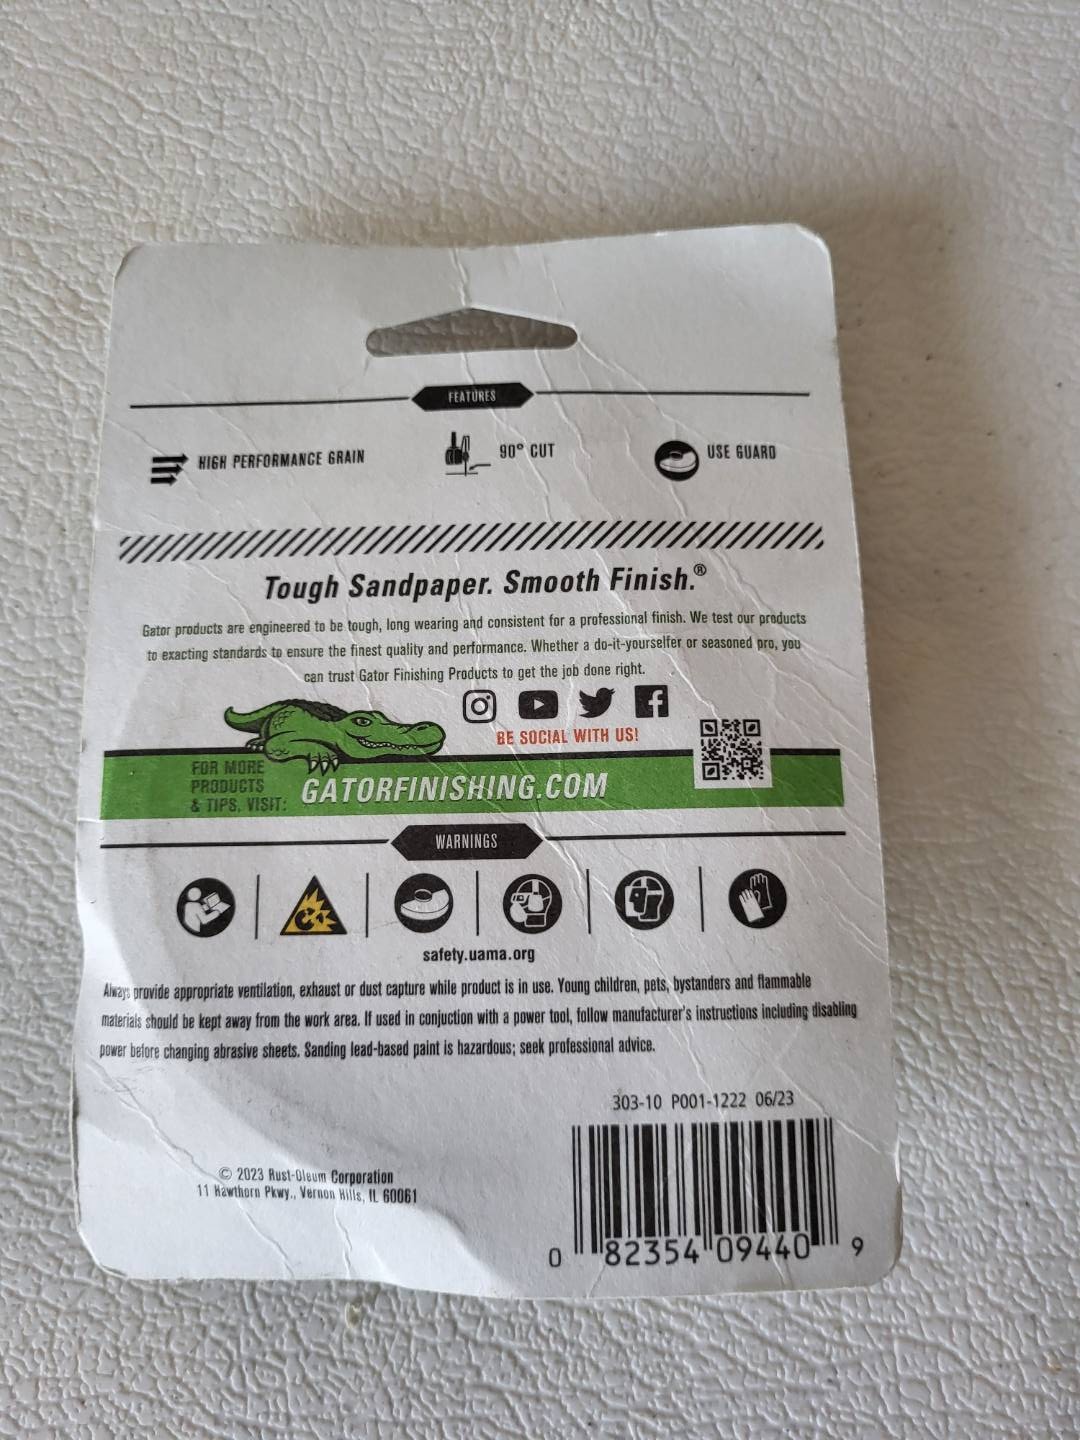 FEATURES
HIGH PERFORMANCE GRAIN
90° CUT
USE GUARD
Tough Sandpaper. Smooth Finish.®
Gator products are engineered to be tough, long wearing and consistent for a professional finish. We test our products
to exacting standards to ensure the finest quality and performance. Whether a do-it-yourselfer or seasoned pro, you
can trust Gator Finishing Products to get the job done right.
BE SOCIAL WITH US!
FOR MORE
PRODUCTS
& TIPS, VISIT:
GATORFINISHING.COM
WARNINGS
safety.uama.org
Always provide appropriate ventilation, exhaust or dust capture while product is in use. Young children, pets, bystanders and flammable
materials should be kept away from the work area. If used in conjuction with a power tool, follow manufacturer's instructions including disabling
power before changing abrasive sheets. Sanding lead-based paint is hazardous; seek professional advice.
303-10 P001-1222 06/23
© 2023 Rust-Oleum Corporation
11 Hawthorn Pkwy., Vernon Hills, IL 60061
0 82354 09440 9